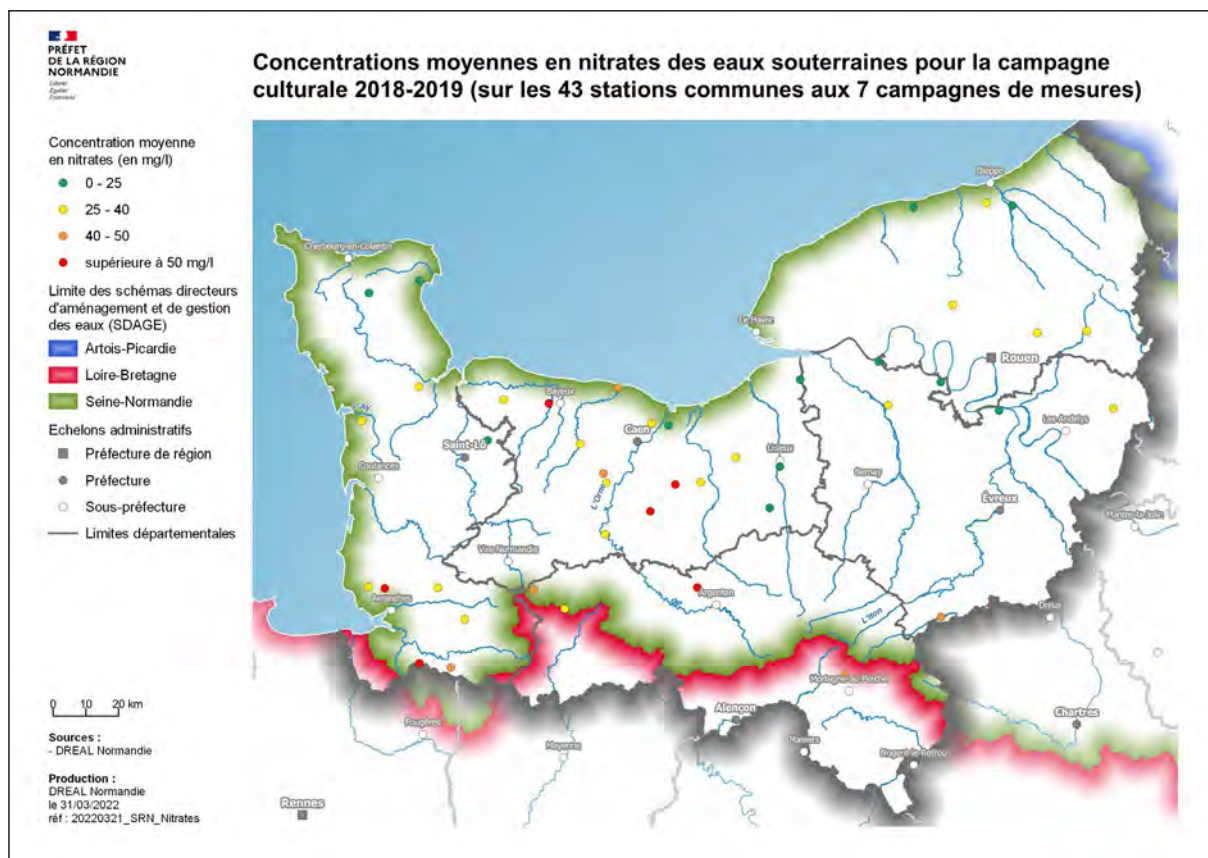 PRÉFET
DE LA RÉGION
NORMANDIE
Liberté
Égalité
Fraternité
Concentrations moyennes en nitrates des eaux souterraines pour la campagne
culturale 2018-2019 (sur les 43 stations communes aux 7 campagnes de mesures)
Concentration moyenne
en nitrates (en mg/l)
0 - 25
25 - 40
40 - 50
supérieure à 50 mg/l
Limite des schémas directeurs
d'aménagement et de gestion
des eaux (SDAGE)
Artois-Picardie
Loire-Bretagne
Seine-Normandie
Echelons administratifs
Préfecture de région
Préfecture
Sous-préfecture
Limites départementales
0 10 20 km
Sources :
- DREAL Normandie
Production :
DREAL Normandie
le 31/03/2022
réf : 20220321_SRN_Nitrates
Dieppe
Cherbourg-en-Cotentin
Le Havre
Rouen
L'Ay
Bayeux
Les Andelys
Saint-Lô
Caen
Lisieux
Coutances
Bernay
L'Orne
Évreux
Mantes-la-Jolie
Vire-Normandie
Avranches
Argentan
L'Iton
Dreux
Mortagne-au-Perche
Alençon
Chartres
Fougères
Mayenne
Mamers
Nogent-le-Rotrou
Rennes